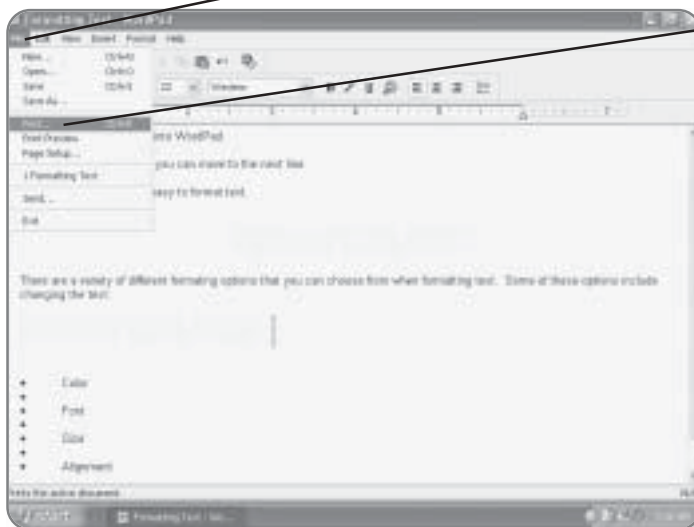 Formatting Text - WordPad
File Edit View Insert Format Help
New... Ctrl+N
Open... Ctrl+O
Save Ctrl+S
Save As...
Print...
Print Preview
Page Setup...
1 Formatting Text
Send...
Exit
into WordPad.
you can move to the next line
easy to format text.
There are a variety of different formatting options that you can choose from when formatting text. Some of these options include
changing the text:
Color
Font
Size
Alignment
Prints the active document.
start
Formatting Text